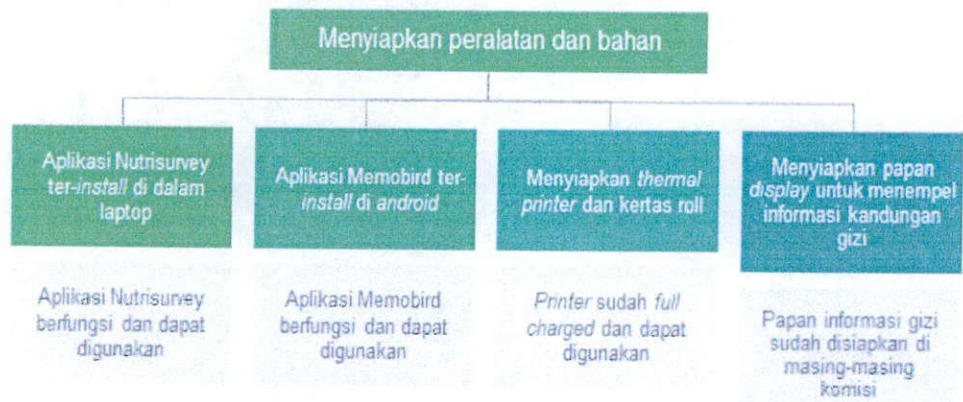 Menyiapkan peralatan dan bahan
Aplikasi Nutrisurvey
ter-install di dalam
laptop
Aplikasi Nutrisurvey
berfungsi dan dapat
digunakan
Aplikasi Memobird ter-
install di android
Aplikasi Memobird
berfungsi dan dapat
digunakan
Menyiapkan thermal
printer dan kertas roll
Printer sudah full
charged dan dapat
digunakan
Menyiapkan papan
display untuk menempel
informasi kandungan
gizi
Papan informasi gizi
sudah disiapkan di
masing-masing
komisi